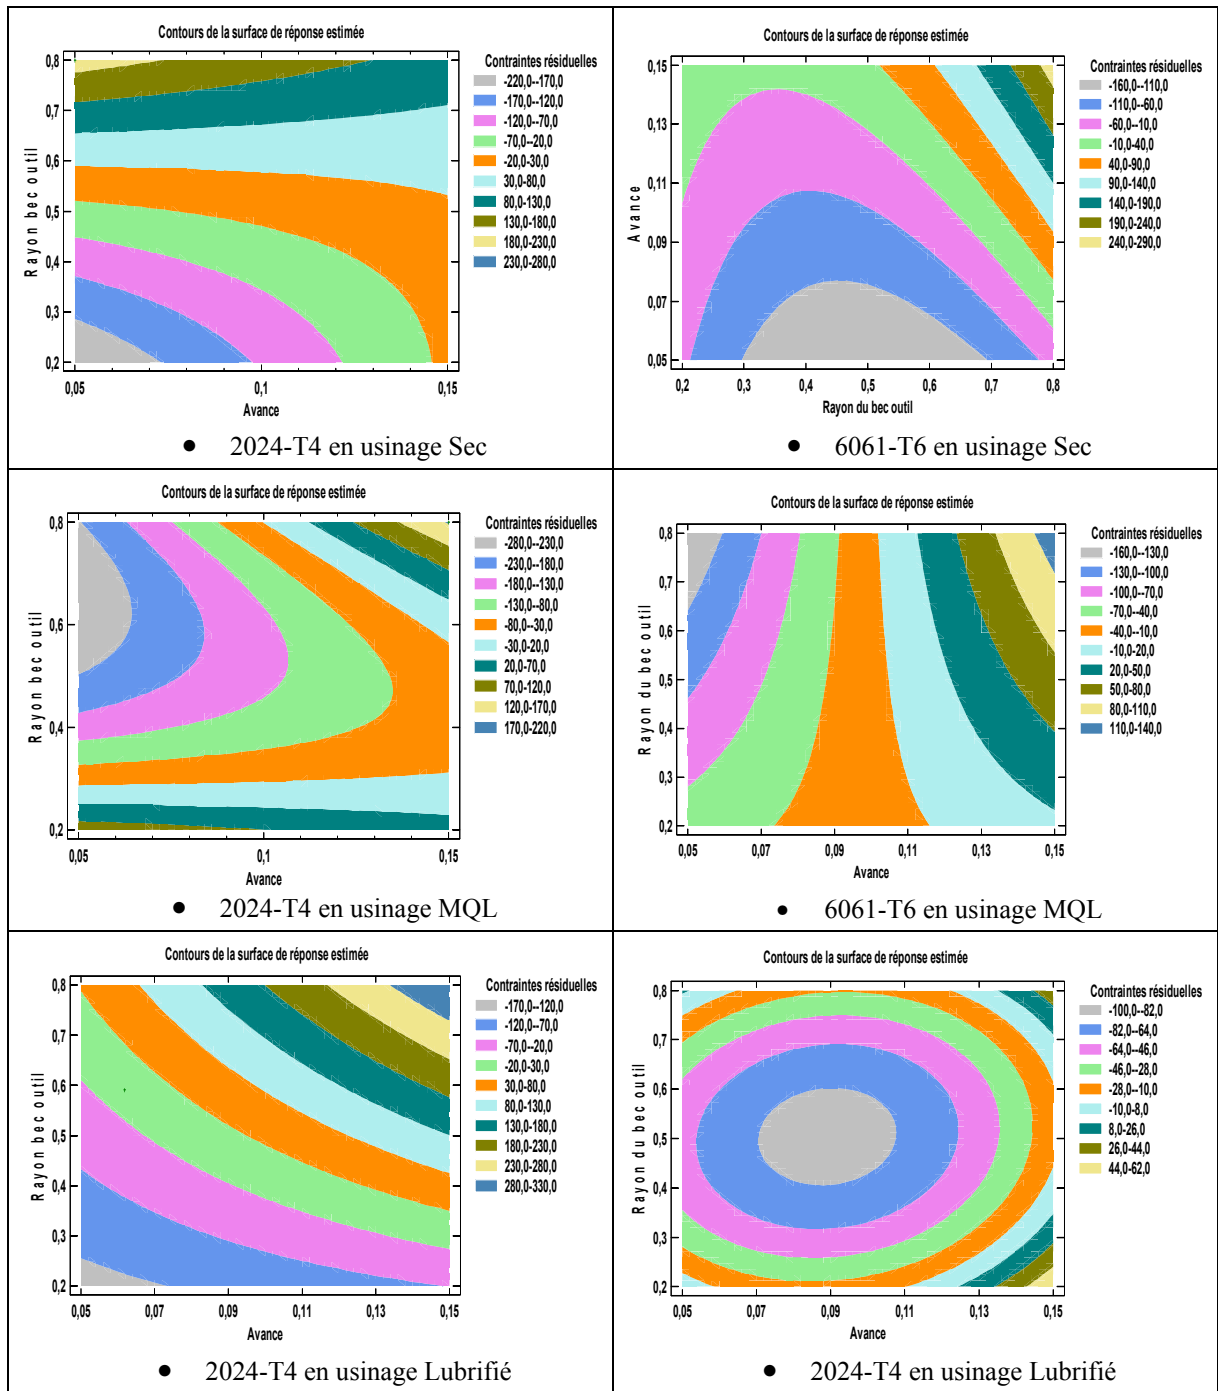 Contours de la surface de réponse estimée
Contraintes résiduelles
-220,0--170,0
-170,0--120,0
-120,0--70,0
-70,0--20,0
-20,0-30,0
30,0-80,0
80,0-130,0
130,0-180,0
180,0-230,0
230,0-280,0
Rayon bec outil
0,8
0,7
0,6
0,5
0,4
0,3
0,2
0,05 0,1 0,15
Avance
• 2024-T4 en usinage Sec
Contours de la surface de réponse estimée
Contraintes résiduelles
-160,0--110,0
-110,0--60,0
-60,0--10,0
-10,0-40,0
40,0-90,0
90,0-140,0
140,0-190,0
190,0-240,0
240,0-290,0
Avance
0,15
0,13
0,11
0,09
0,07
0,05
0,2 0,3 0,4 0,5 0,6 0,7 0,8
Rayon du bec outil
• 6061-T6 en usinage Sec
Contours de la surface de réponse estimée
Contraintes résiduelles
-280,0--230,0
-230,0--180,0
-180,0--130,0
-130,0--80,0
-80,0--30,0
-30,0-20,0
20,0-70,0
70,0-120,0
120,0-170,0
170,0-220,0
Rayon bec outil
0,8
0,6
0,4
0,2
0,05 0,1 0,15
Avance
• 2024-T4 en usinage MQL
Contours de la surface de réponse estimée
Contraintes résiduelles
-160,0--130,0
-130,0--100,0
-100,0--70,0
-70,0--40,0
-40,0--10,0
-10,0-20,0
20,0-50,0
50,0-80,0
80,0-110,0
110,0-140,0
Rayon du bec outil
0,8
0,7
0,6
0,5
0,4
0,3
0,2
0,05 0,07 0,09 0,11 0,13 0,15
Avance
• 6061-T6 en usinage MQL
Contours de la surface de réponse estimée
Contraintes résiduelles
-170,0--120,0
-120,0--70,0
-70,0--20,0
-20,0-30,0
30,0-80,0
80,0-130,0
130,0-180,0
180,0-230,0
230,0-280,0
280,0-330,0
Rayon bec outil
0,8
0,7
0,6
0,5
0,4
0,3
0,2
0,05 0,07 0,09 0,11 0,13 0,15
Avance
• 2024-T4 en usinage Lubrifié
Contours de la surface de réponse estimée
Contraintes résiduelles
-100,0--82,0
-82,0--64,0
-64,0--46,0
-46,0--28,0
-28,0--10,0
-10,0-8,0
8,0-26,0
26,0-44,0
44,0-62,0
Rayon du bec outil
0,8
0,7
0,6
0,5
0,4
0,3
0,2
0,05 0,07 0,09 0,11 0,13 0,15
Avance
• 2024-T4 en usinage Lubrifié